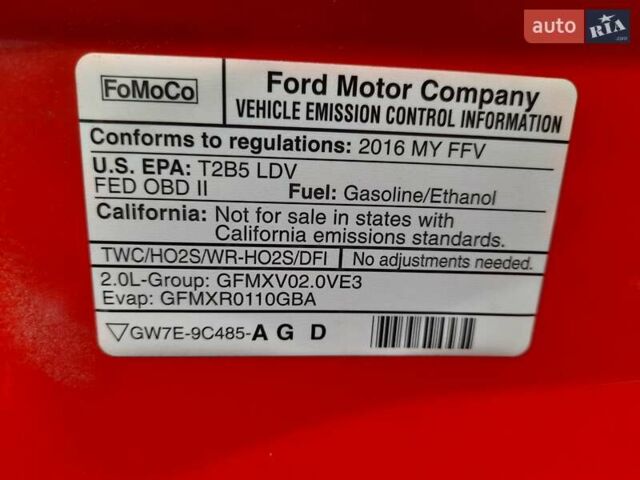 auto RIA.com
FoMoCo
Ford Motor Company
VEHICLE EMISSION CONTROL INFORMATION
Conforms to regulations: 2016 MY FFV
U.S. EPA: T2B5 LDV
FED OBD II Fuel: Gasoline/Ethanol
California: Not for sale in states with
California emissions standards.
TWC/HO2S/WR-HO2S/DFI No adjustments needed.
2.0L-Group: GFMXV02.0VE3
Evap: GFMXR0110GBA
GW7E-9C485-A G D